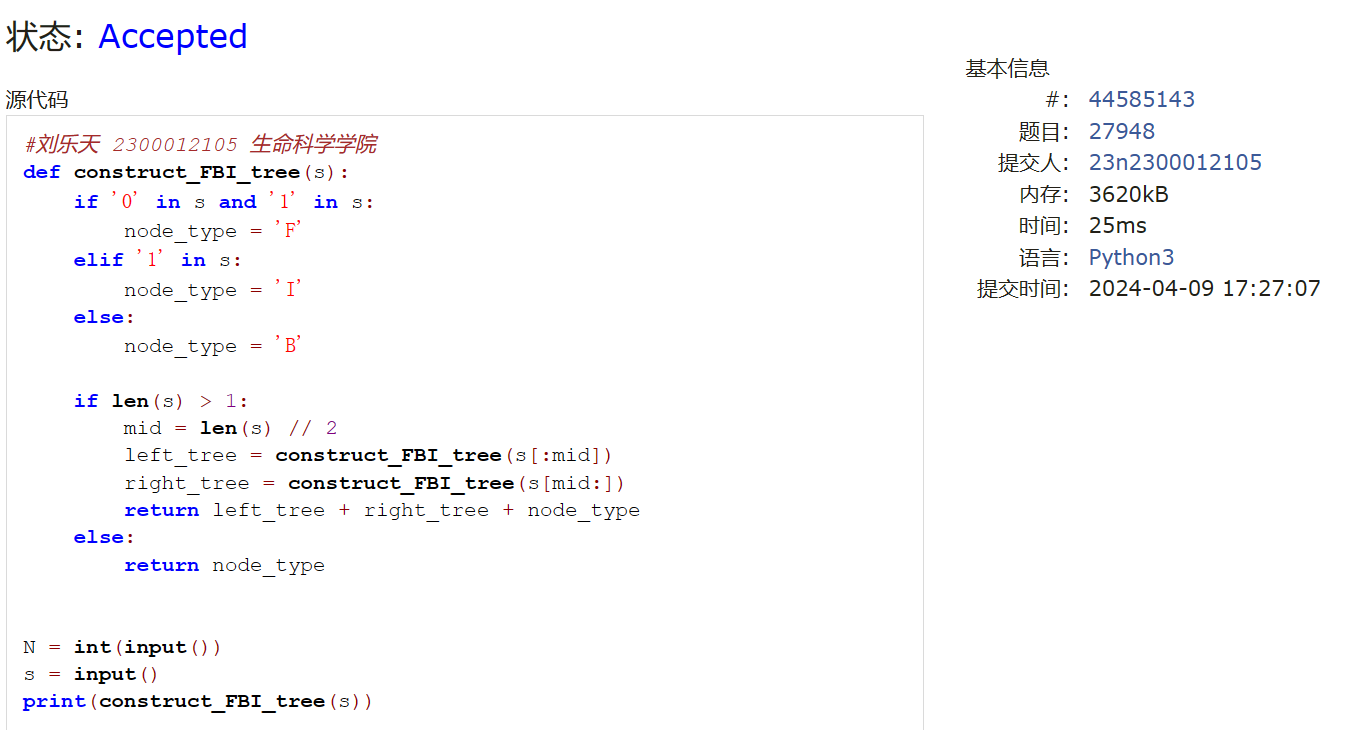 状态: Accepted
源代码
#刘乐天 2300012105 生命科学学院
def construct_FBI_tree(s):
    if '0' in s and '1' in s:
        node_type = 'F'
    elif '1' in s:
        node_type = 'I'
    else:
        node_type = 'B'
    if len(s) > 1:
        mid = len(s) // 2
        left_tree = construct_FBI_tree(s[:mid])
        right_tree = construct_FBI_tree(s[mid:])
        return left_tree + right_tree + node_type
    else:
        return node_type
N = int(input())
s = input()
print(construct_FBI_tree(s))
基本信息
#: 44585143
题目: 27948
提交人: 23n2300012105
内存: 3620kB
时间: 25ms
语言: Python3
提交时间: 2024-04-09 17:27:07